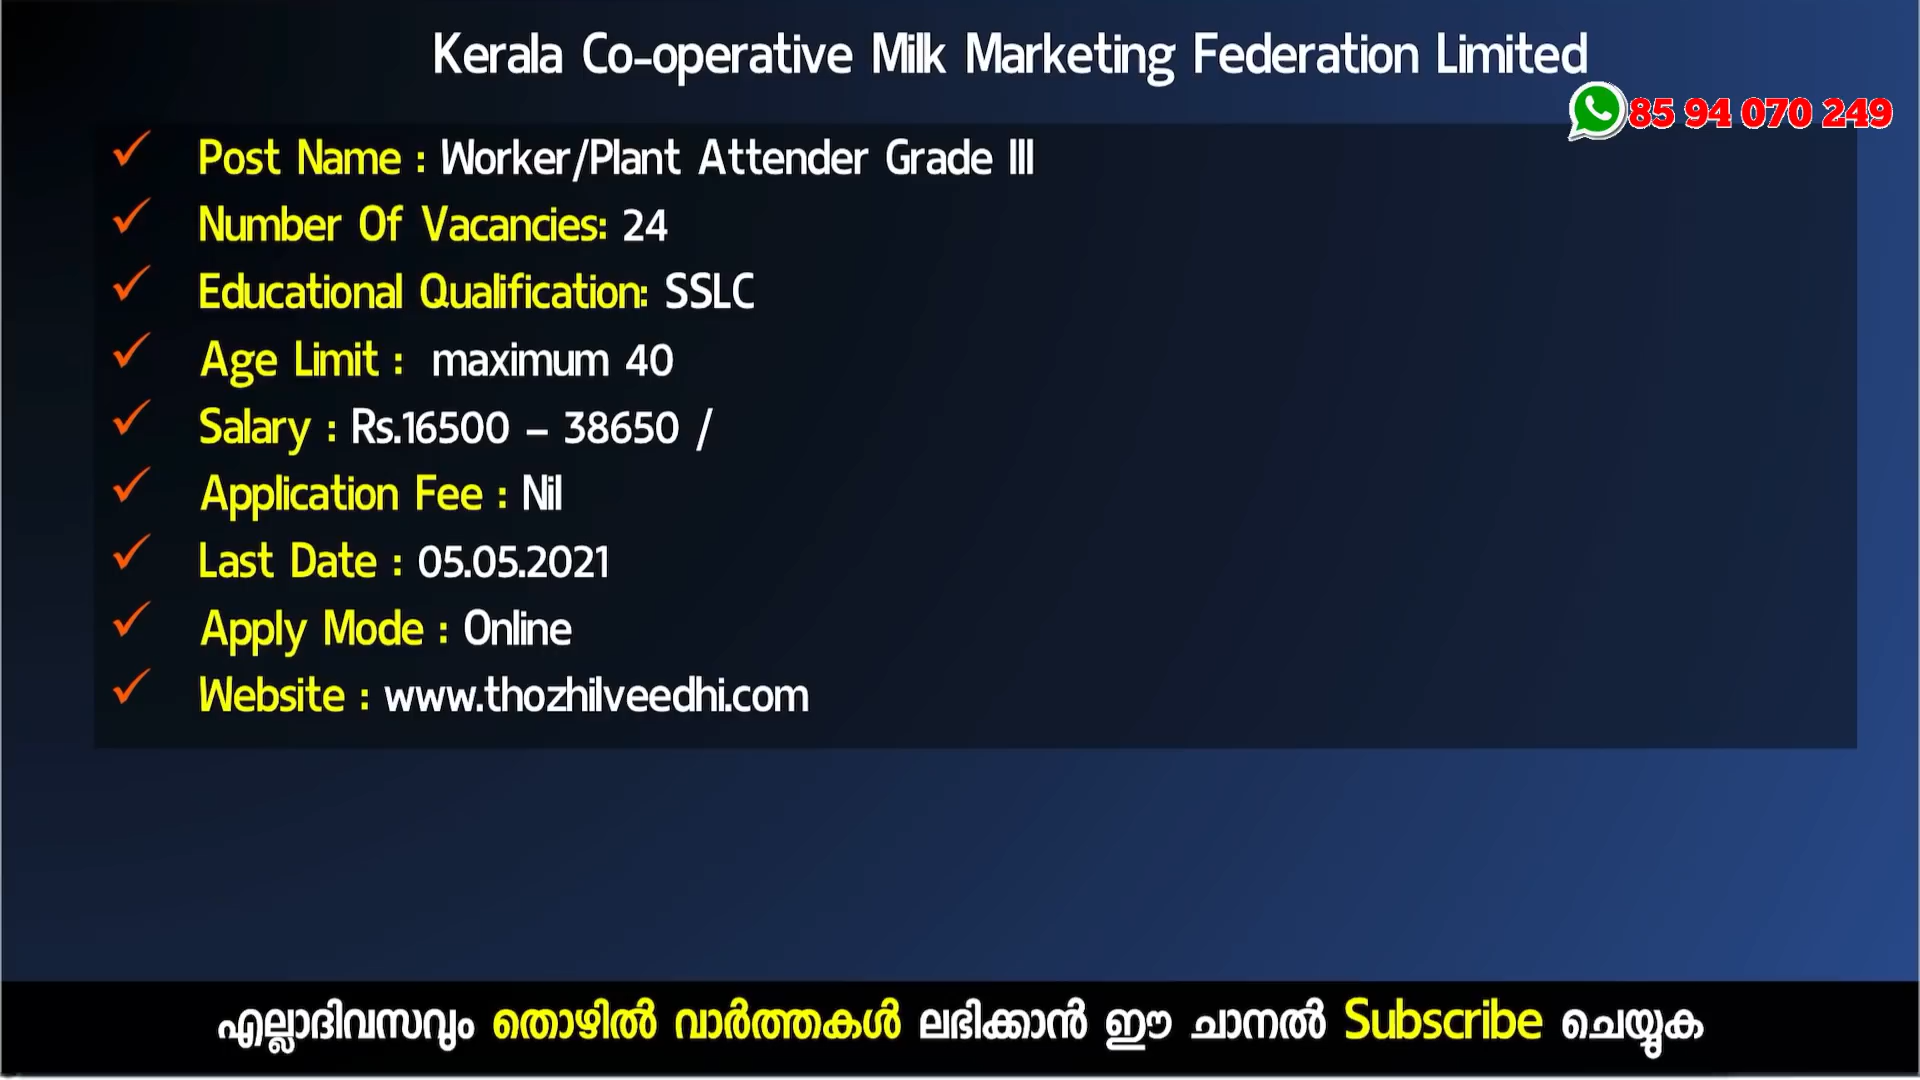 Kerala Co-operative Milk Marketing Federation Limited
85 94 070 249
Post Name : Worker/Plant Attender Grade III
Number Of Vacancies: 24
Educational Qualification: SSLC
Age Limit : maximum 40
Salary : Rs.16500 – 38650 /
Application Fee : Nil
Last Date : 05.05.2021
Apply Mode : Online
Website : www.thozhilveedhi.com
എല്ലാദിവസവും തൊഴിൽ വാർത്തകൾ ലഭിക്കാൻ ഈ ചാനൽ Subscribe ചെയ്യുക